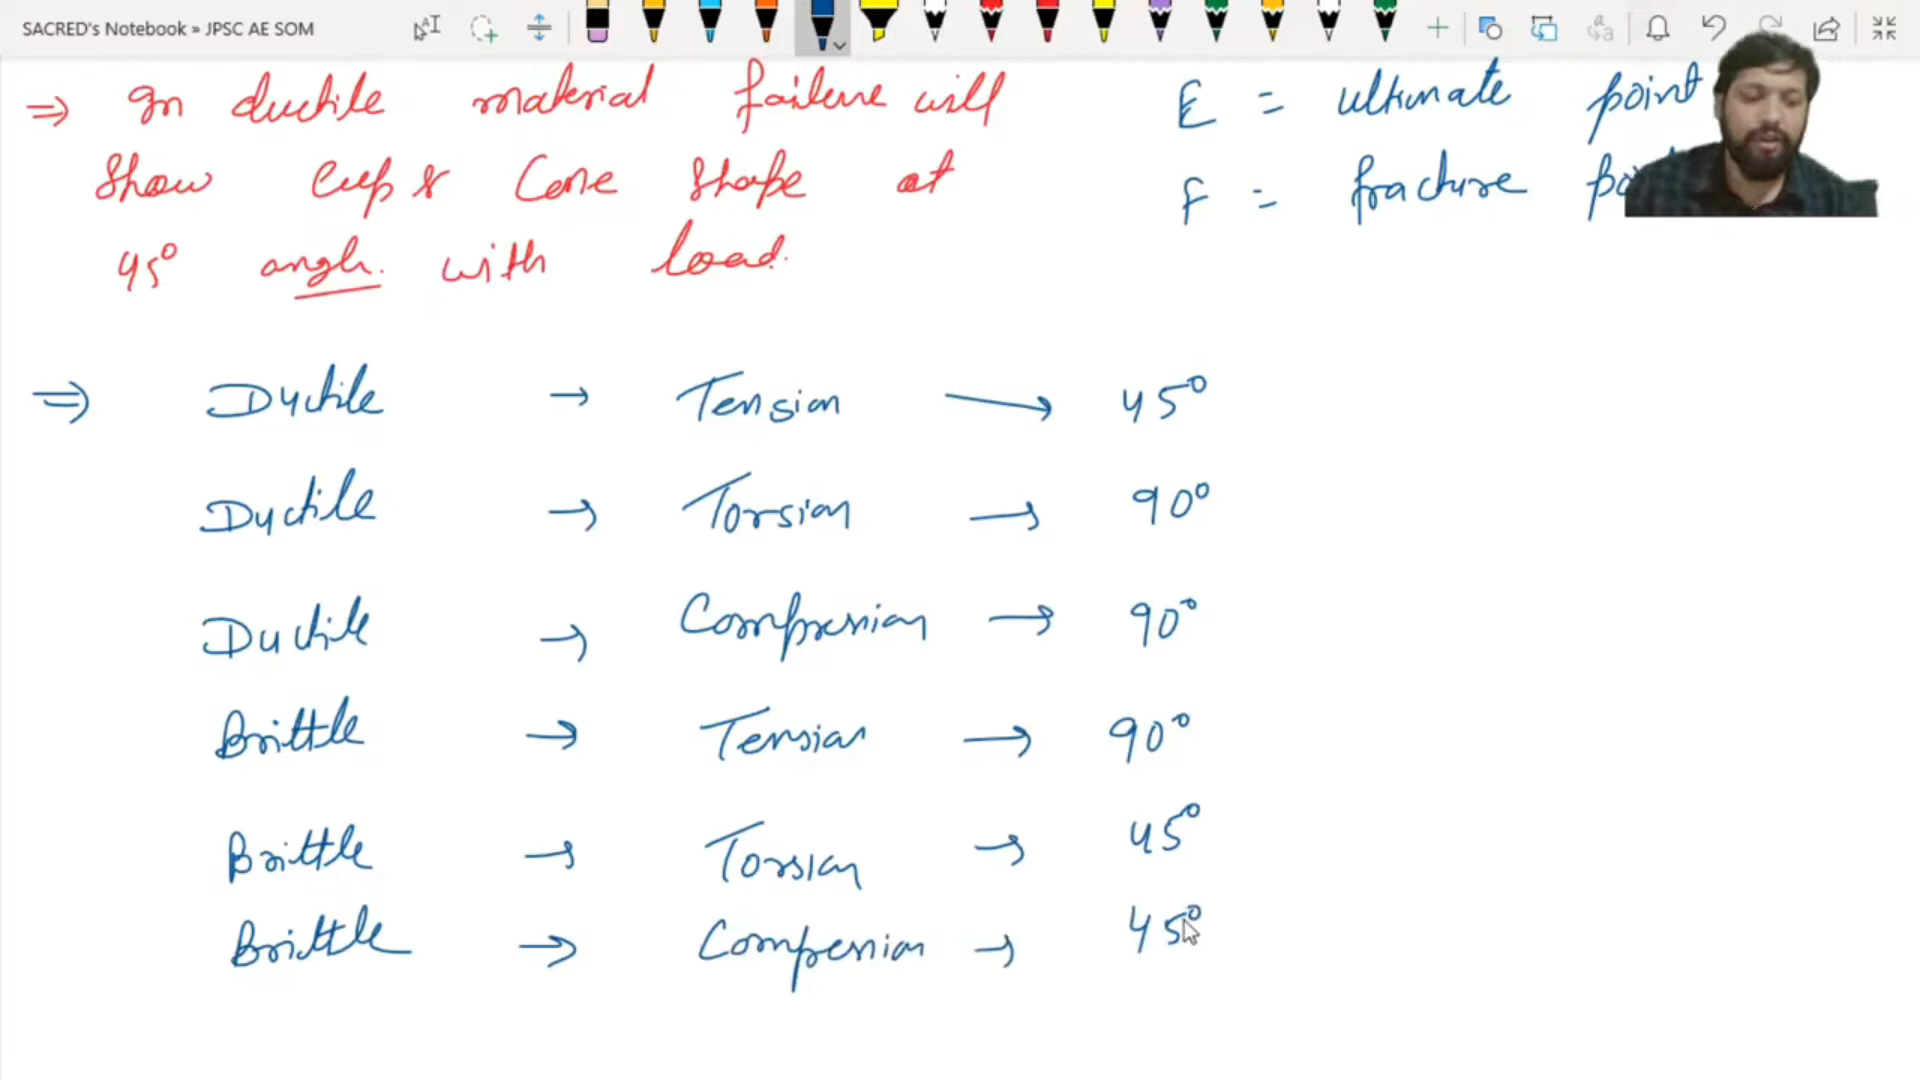 SACRED's Notebook » JPSC AE SOM
⇒ In ductile material failure will
show cup & cone shape at
45° angle. with load.
E = ultimate point
F = fracture
⇒ Ductile → Tension → 45°
Ductile → Torsion → 90°
Ductile → Compression → 90°
Brittle → Tension → 90°
Brittle → Torsion → 45°
Brittle → Compression → 45°